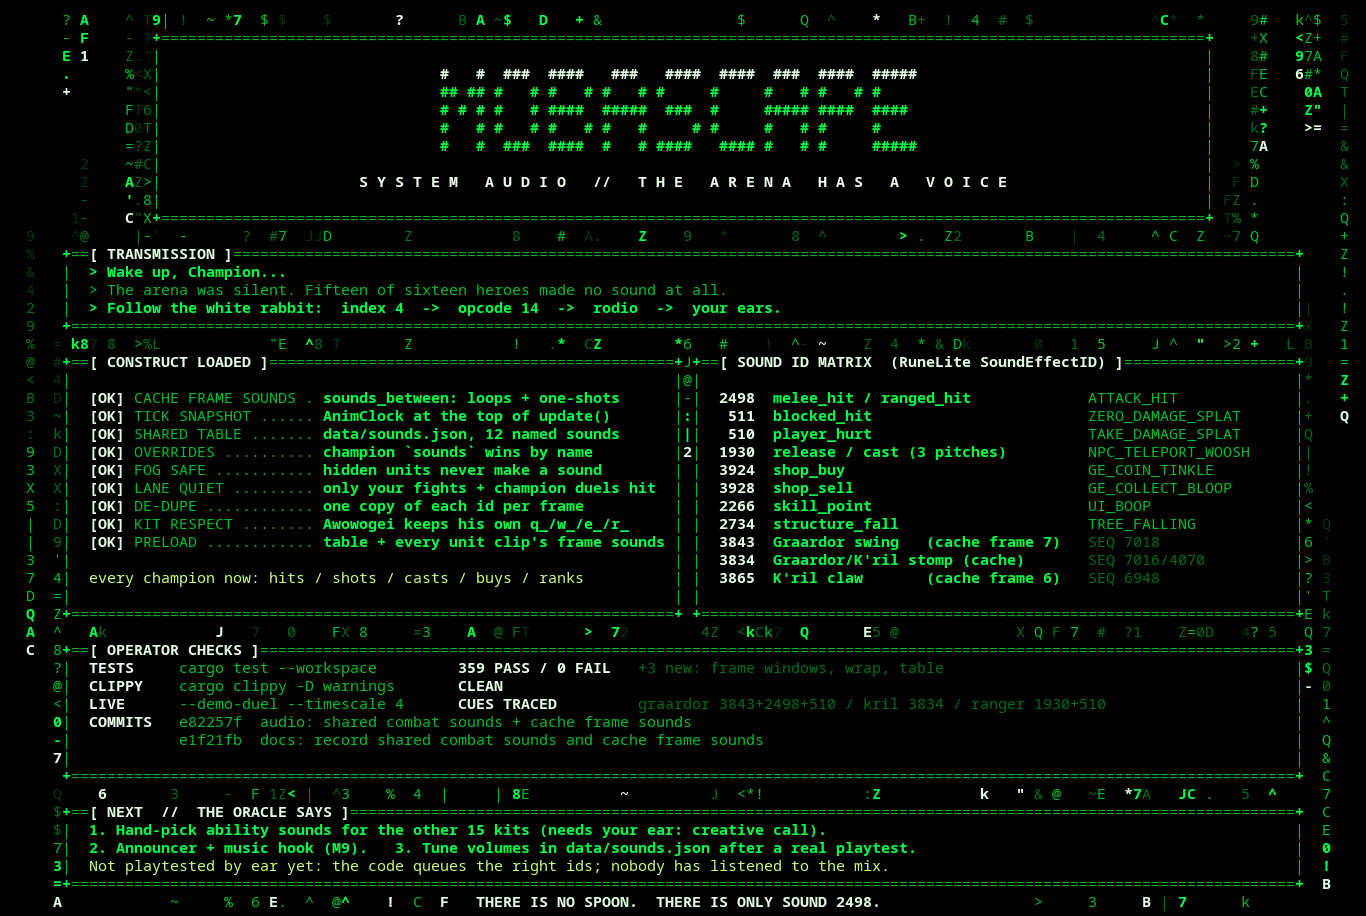 MOBASCAPE
SYSTEM AUDIO // THE ARENA HAS A VOICE
[ TRANSMISSION ]
> Wake up, Champion...
> The arena was silent. Fifteen of sixteen heroes made no sound at all.
> Follow the white rabbit:  index 4  ->  opcode 14  ->  rodio  ->  your ears.
[ CONSTRUCT LOADED ]
[OK] CACHE FRAME SOUNDS . sounds_between: loops + one-shots
[OK] TICK SNAPSHOT ...... AnimClock at the top of update()
[OK] SHARED TABLE ....... data/sounds.json, 12 named sounds
[OK] OVERRIDES .......... champion `sounds` wins by name
[OK] FOG SAFE ........... hidden units never make a sound
[OK] LANE QUIET ......... only your fights + champion duels hit
[OK] DE-DUPE ............ one copy of each id per frame
[OK] KIT RESPECT ........ Awowogei keeps his own q_/w_/e_/r_
[OK] PRELOAD ............ table + every unit clip's frame sounds
every champion now: hits / shots / casts / buys / ranks
[ SOUND ID MATRIX  (RuneLite SoundEffectID) ]
2498  melee_hit / ranged_hit  ATTACK_HIT
511  blocked_hit  ZERO_DAMAGE_SPLAT
510  player_hurt  TAKE_DAMAGE_SPLAT
1930  release / cast (3 pitches)  NPC_TELEPORT_WOOSH
3924  shop_buy  GE_COIN_TINKLE
3928  shop_sell  GE_COLLECT_BLOOP
2266  skill_point  UI_BOOP
2734  structure_fall  TREE_FALLING
3843  Graardor swing   (cache frame 7)  SEQ 7018
3834  Graardor/K'ril stomp (cache)  SEQ 7016/4070
3865  K'ril claw       (cache frame 6)  SEQ 6948
[ OPERATOR CHECKS ]
TESTS  cargo test --workspace  359 PASS / 0 FAIL  +3 new: frame windows, wrap, table
CLIPPY  cargo clippy -D warnings  CLEAN
LIVE  --demo-duel --timescale 4  CUES TRACED  graardor 3843+2498+510 / kril 3834 / ranger 1930+510
COMMITS  e82257f  audio: shared combat sounds + cache frame sounds
e1f21fb  docs: record shared combat sounds and cache frame sounds
[ NEXT  //  THE ORACLE SAYS ]
1. Hand-pick ability sounds for the other 15 kits (needs your ear: creative call).
2. Announcer + music hook (M9).   3. Tune volumes in data/sounds.json after a real playtest.
Not playtested by ear yet: the code queues the right ids; nobody has listened to the mix.
THERE IS NO SPOON.  THERE IS ONLY SOUND 2498.